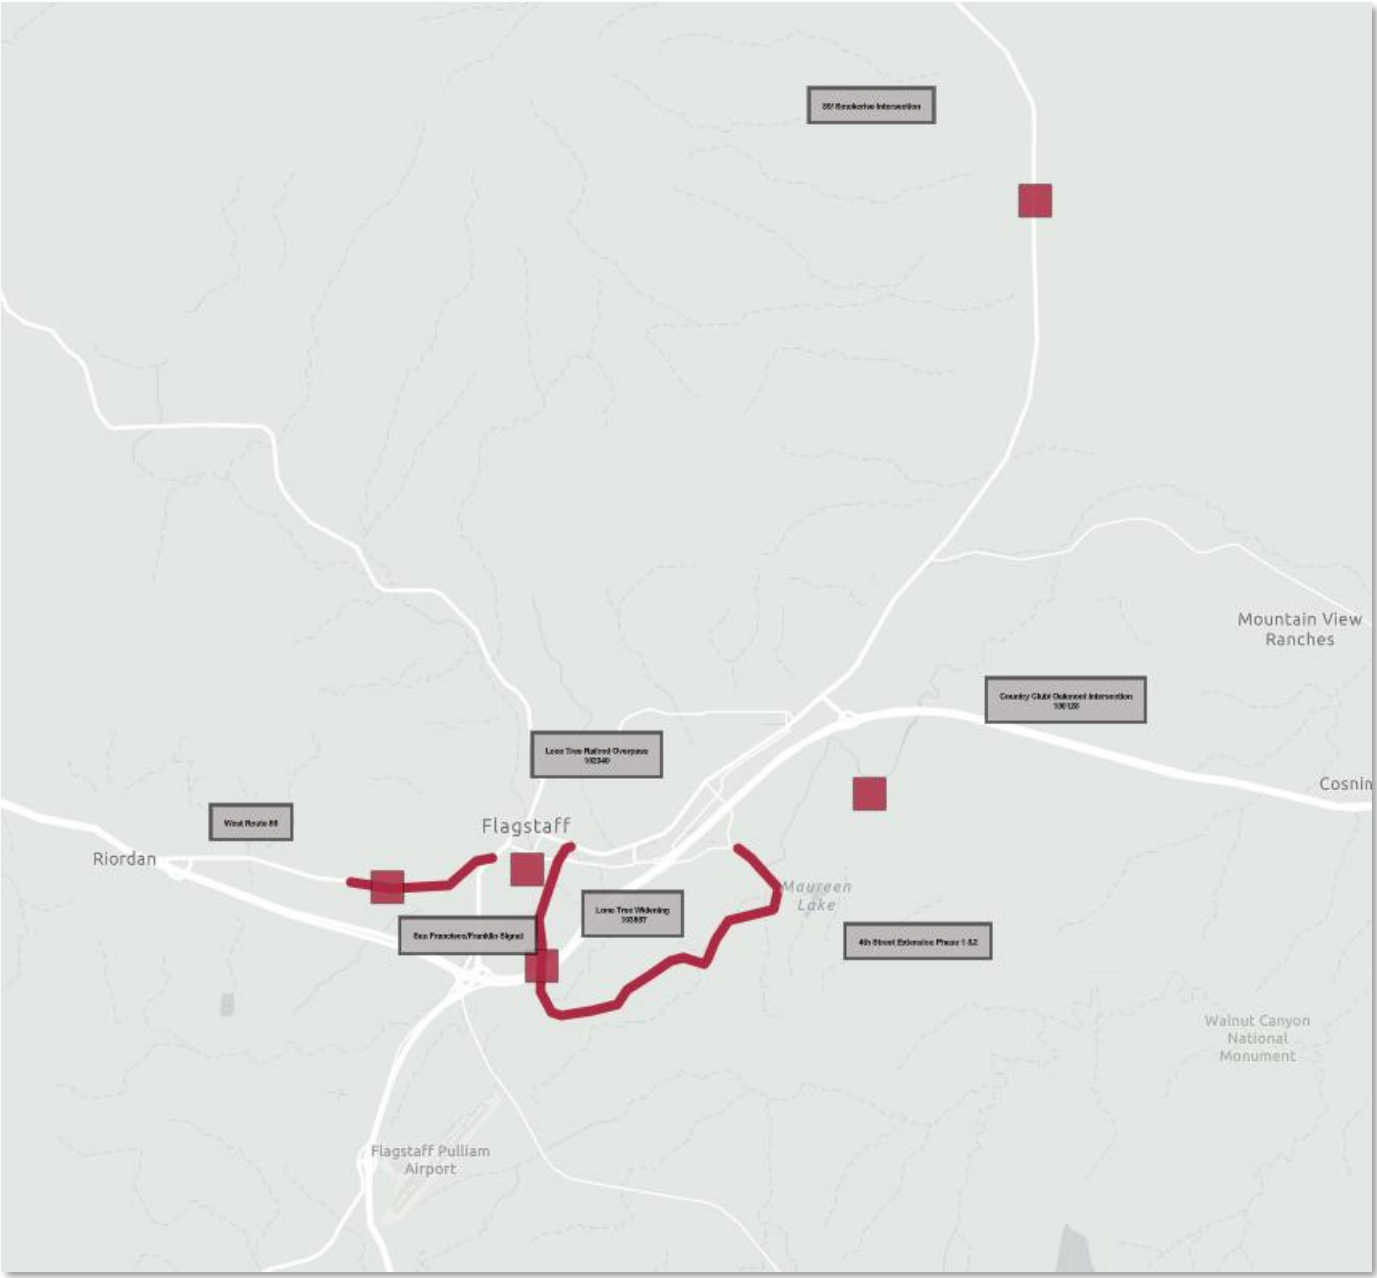 89/ Smokerise Intersection
Mountain View
Ranches
Country Club/ Oakmont Intersection
Lone Tree Railroad Overpass
102340
Cosnin
West Route 66
Flagstaff
Riordan
Maureen
Lake
Lone Tree Widening
San Francisco/Franklin Signal
4th Street Extension Phase 1 &2
Walnut Canyon
National
Monument
Flagstaff Pulliam
Airport